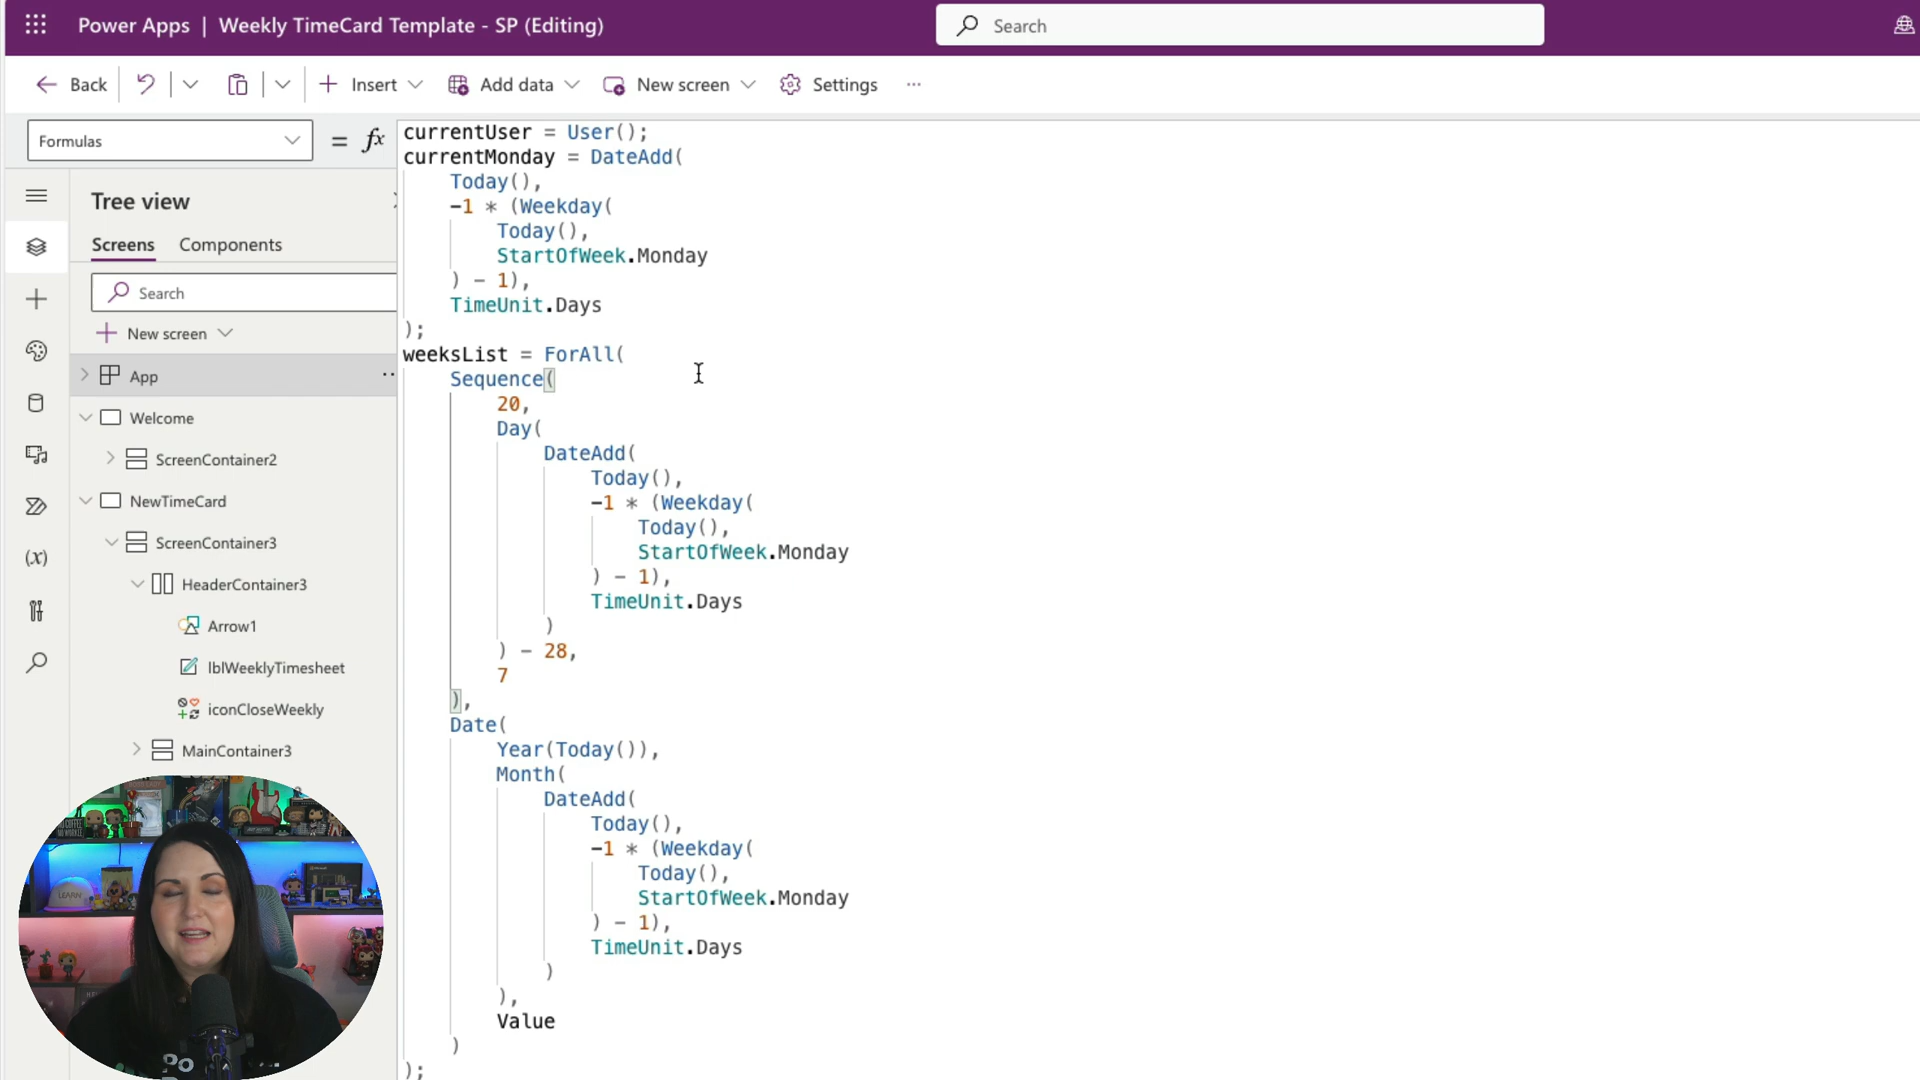 Power Apps | Weekly TimeCard Template - SP (Editing)
Search
Back
Insert
Add data
New screen
Settings
Formulas
= fx
Tree view
Screens
Components
Search
New screen
App
Welcome
ScreenContainer2
NewTimeCard
ScreenContainer3
HeaderContainer3
Arrow1
lblWeeklyTimesheet
iconCloseWeekly
MainContainer3
currentUser = User();
currentMonday = DateAdd(
Today(),
-1 * (Weekday(
Today(),
StartOfWeek.Monday
) - 1),
TimeUnit.Days
);
weeksList = ForAll(
Sequence(
20,
Day(
DateAdd(
Today(),
-1 * (Weekday(
Today(),
StartOfWeek.Monday
) - 1),
TimeUnit.Days
)
) - 28,
7
),
Date(
Year(Today()),
Month(
DateAdd(
Today(),
-1 * (Weekday(
Today(),
StartOfWeek.Monday
) - 1),
TimeUnit.Days
)
),
Value
)
);
LEARN